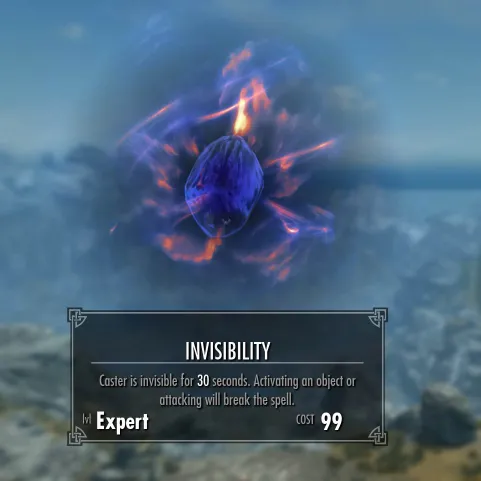 INVISIBILITY
Caster is invisible for 30 seconds. Activating an object or
attacking will break the spell.
lvl Expert COST 99